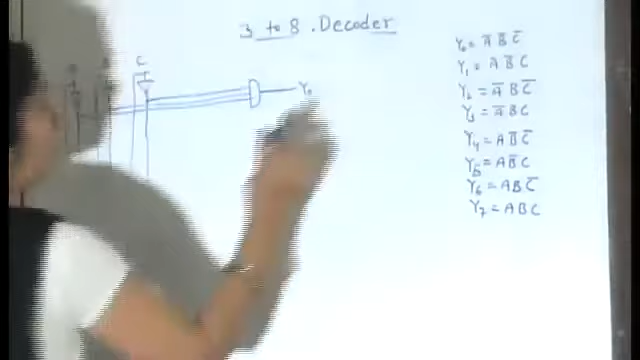 3 to 8 . Decoder
C
Y₀
Y₀ = A̅ B̅ C̅
Y₁ = A̅ B̅ C
Y₂ = A̅ B C̅
Y₃ = A̅ B C
Y₄ = A B̅ C̅
Y₅ = A B̅ C
Y₆ = A B C̅
Y₇ = A B C